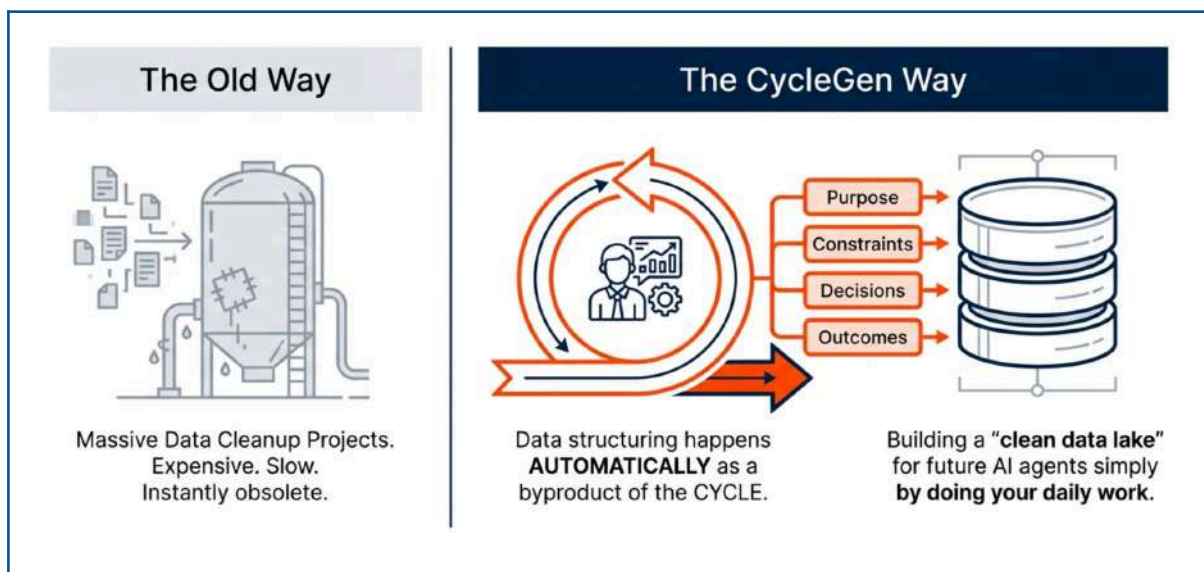 The Old Way
Massive Data Cleanup Projects.
Expensive. Slow.
Instantly obsolete.
The CycleGen Way
Purpose
Constraints
Decisions
Outcomes
Data structuring happens
AUTOMATICALLY as a
byproduct of the CYCLE.
Building a “clean data lake”
for future AI agents simply
by doing your daily work.